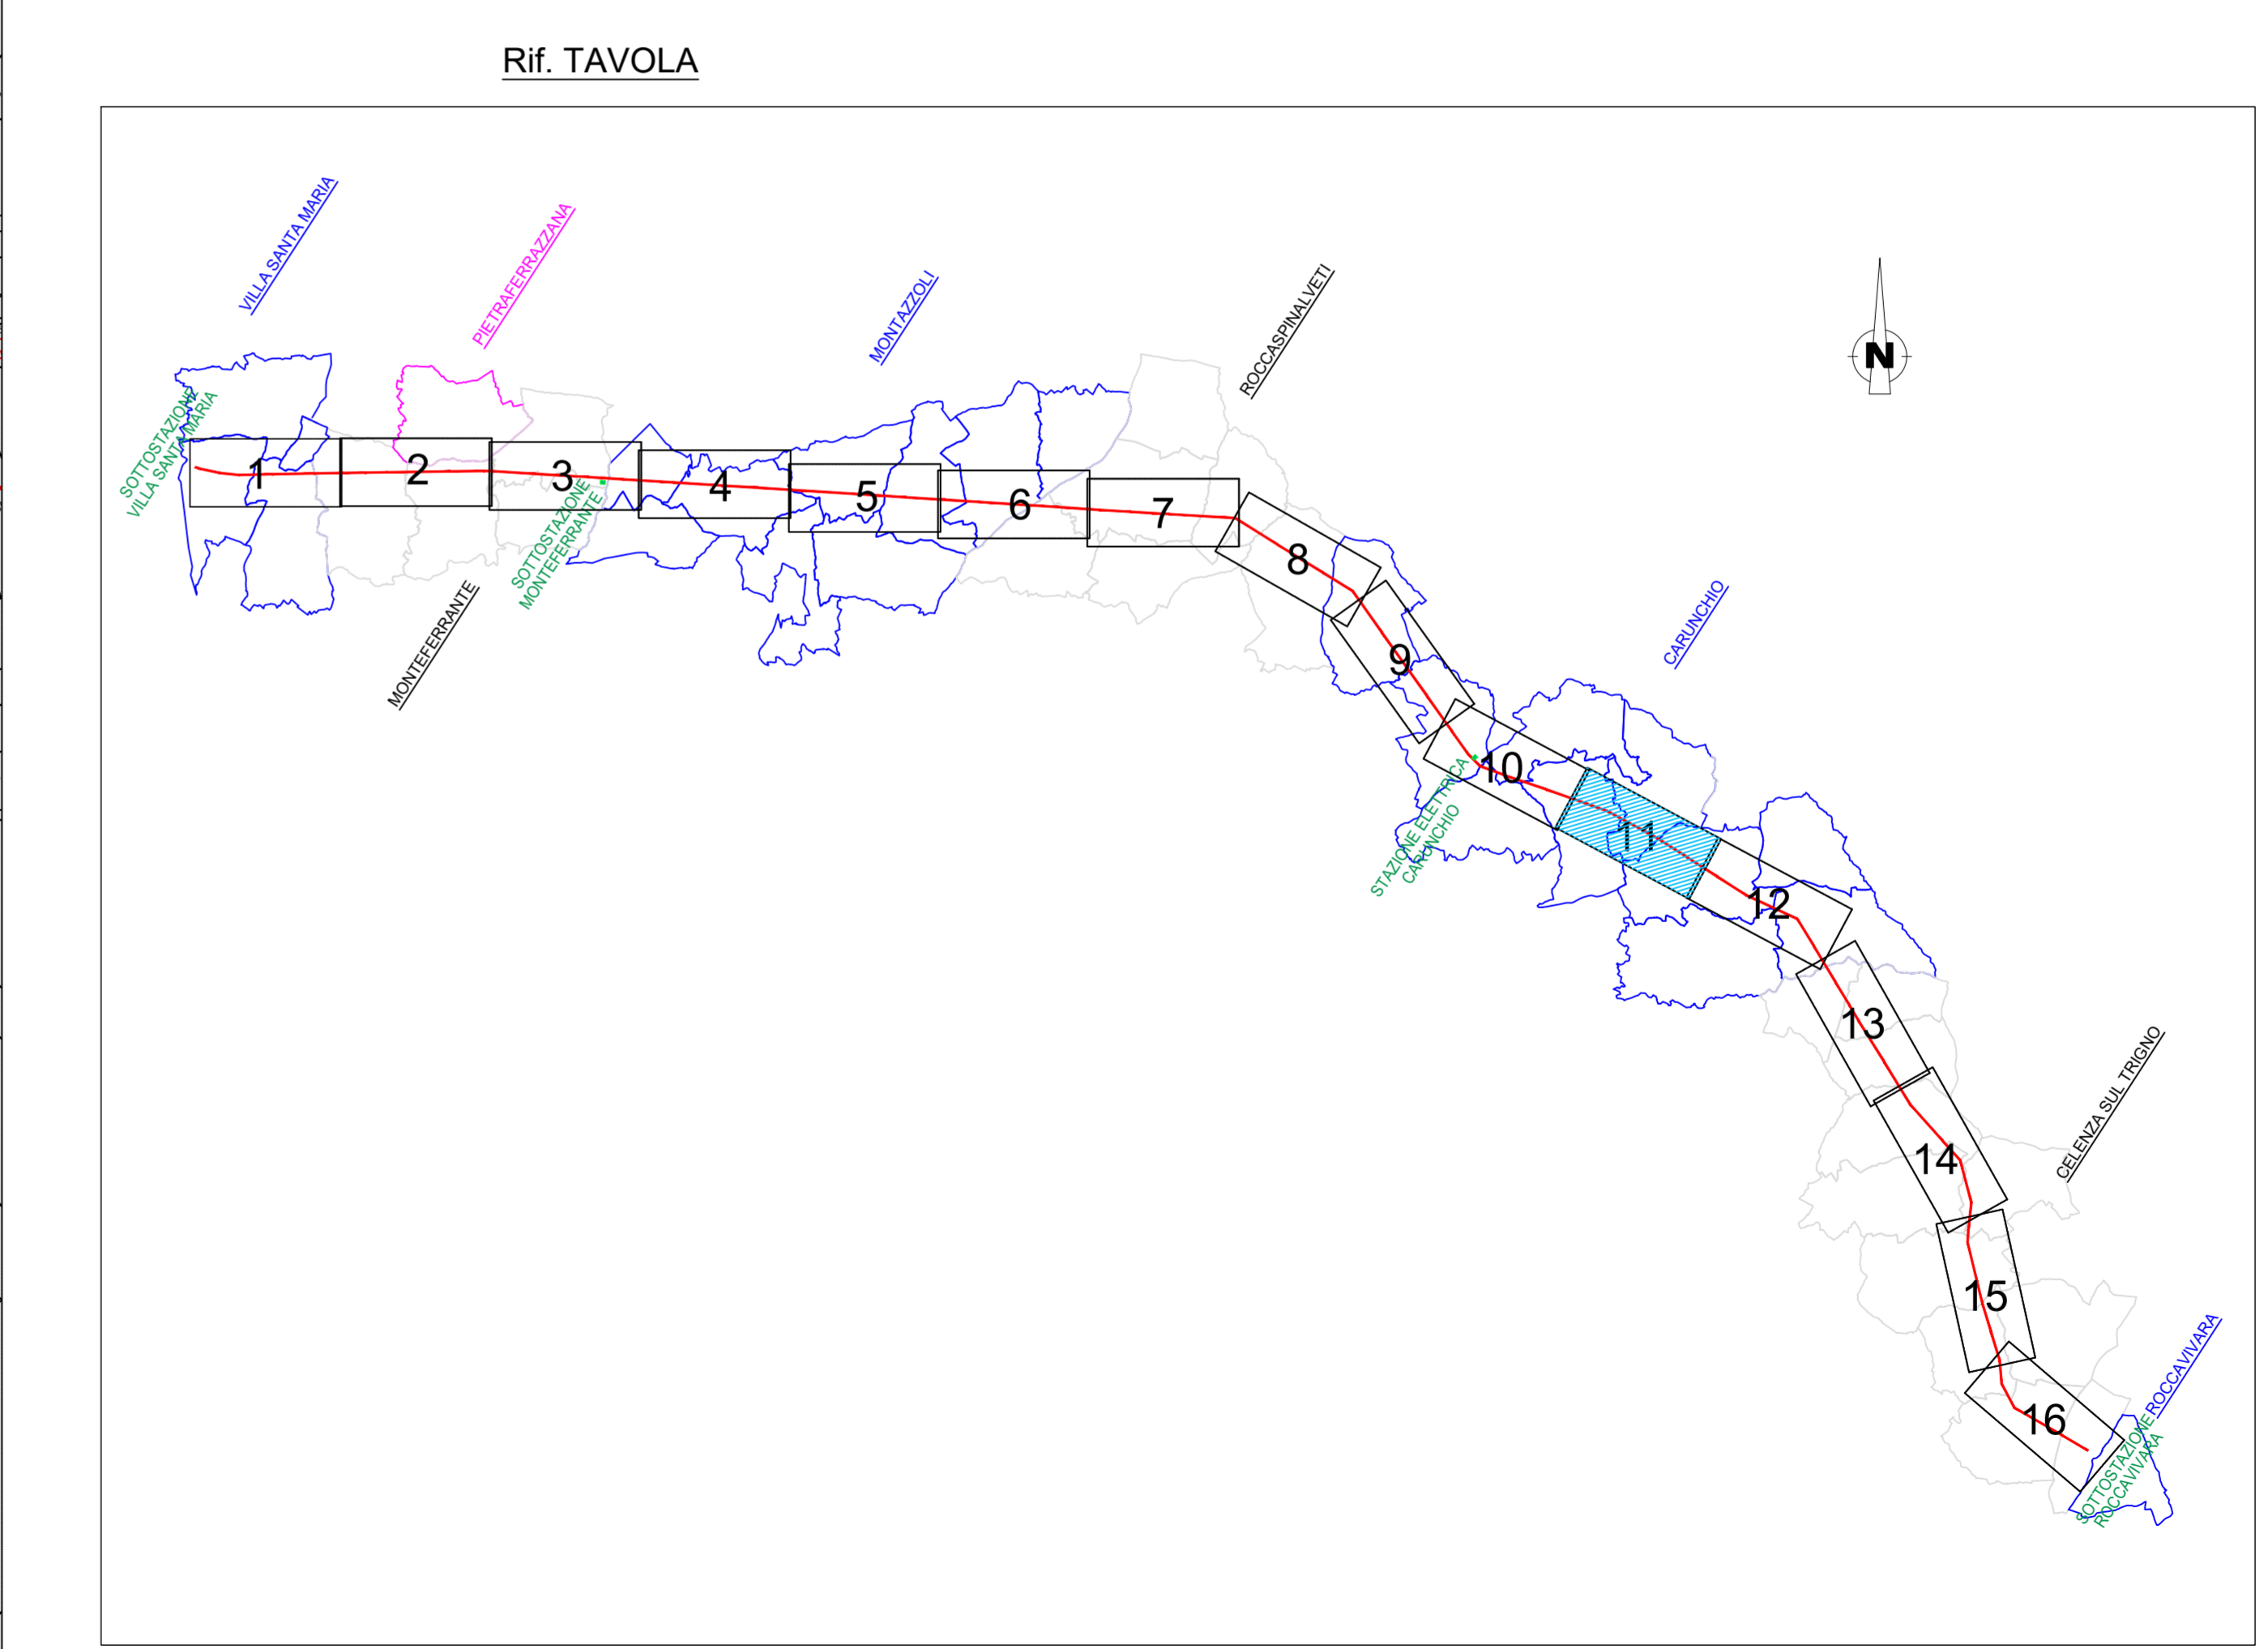 Rif. TAVOLA
VILLA SANTA MARIA
PIETRAFERRAZZANA
MONTAZZOLI
ROCCASPINALVETI
N
SOTTOSTAZIONE
VILLA SANTA MARIA
1
2
3
4
5
6
7
8
SOTTOSTAZIONE
MONTEFERRANTE
MONTEFERRANTE
CARUNCHIO
9
10
STAZIONE ELETTRICA
CARUNCHIO
11
12
13
CELENZA SUL TRIGNO
14
15
ROCCAVIVARA
16
SOTTOSTAZIONE
ROCCAVIVARA